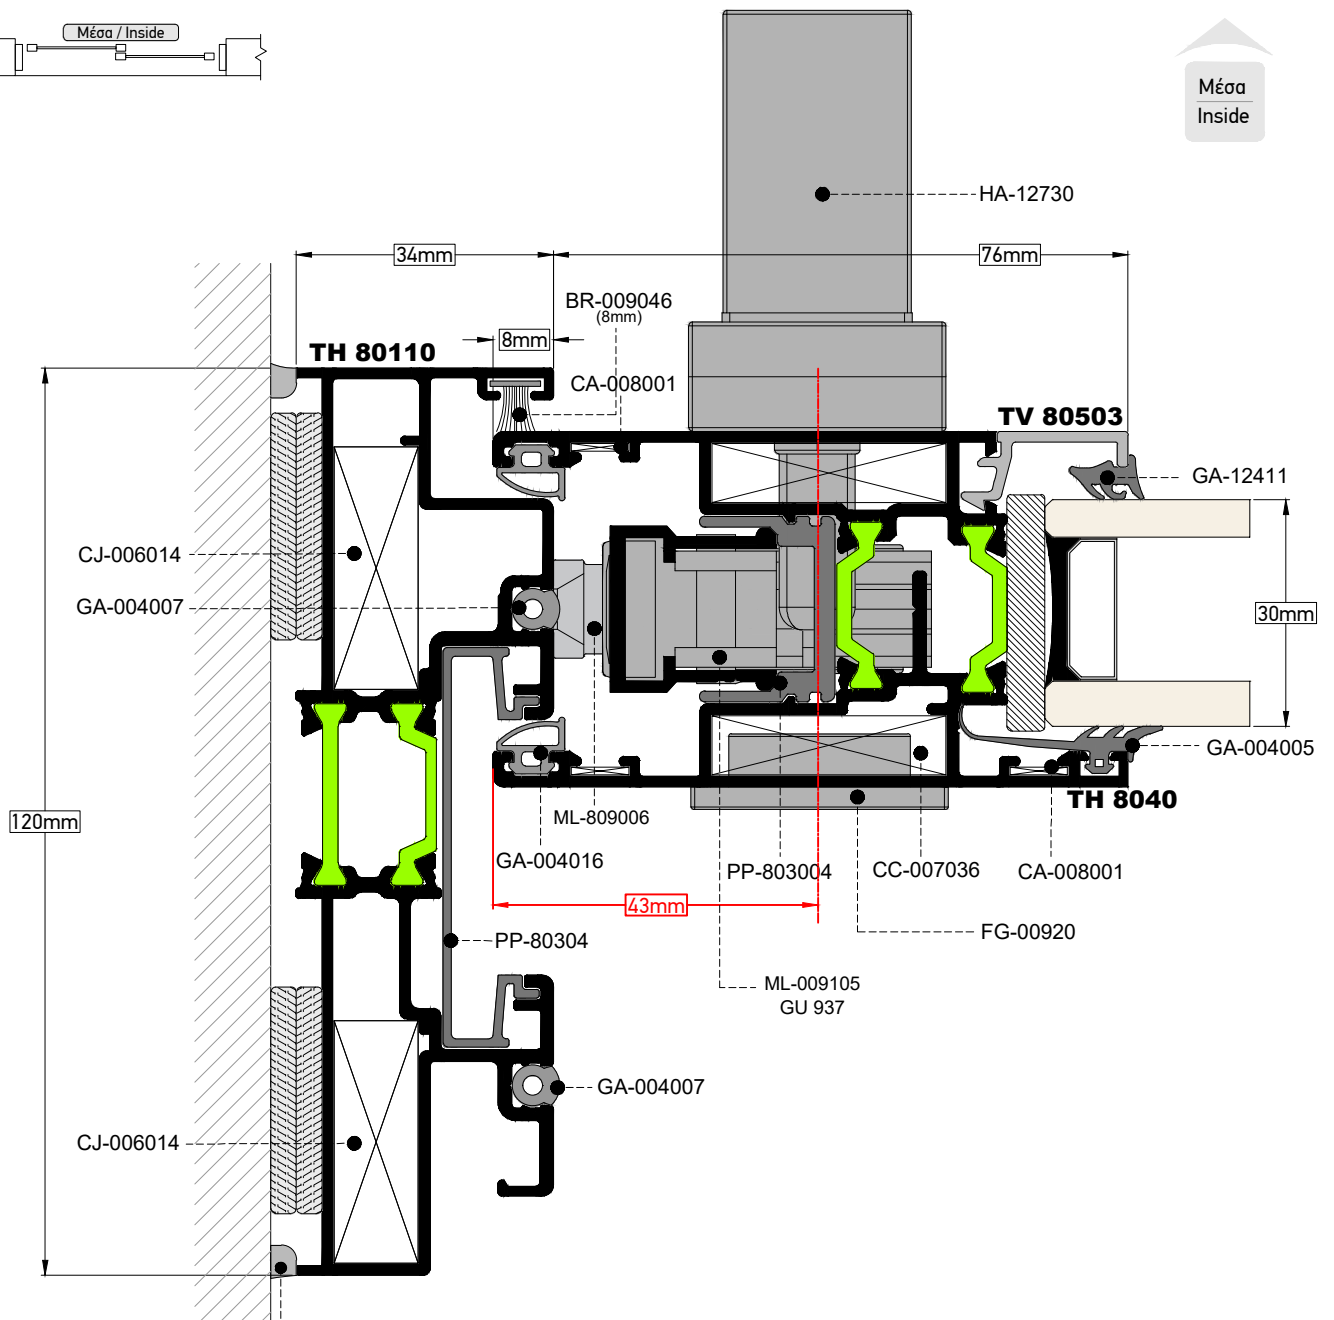 Μέσα / Inside
Μέσα
Inside
HA-12730
34mm
76mm
BR-009046
(8mm)
8mm
TH 80110
CA-008001
TV 80503
GA-12411
CJ-006014
GA-004007
30mm
GA-004005
TH 8040
120mm
ML-809006
GA-004016
PP-803004
CC-007036
CA-008001
43mm
FG-00920
PP-80304
ML-009105
GU 937
GA-004007
CJ-006014